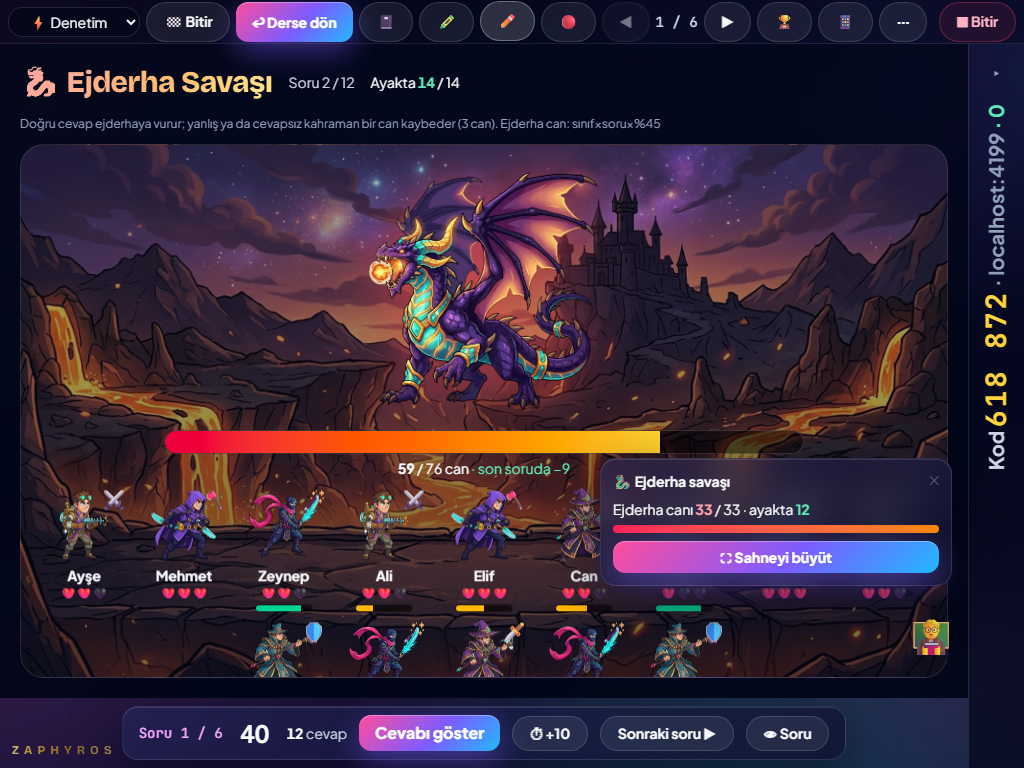 Denetim
Bitir
Derse dön
1 / 6
Bitir
Ejderha Savaşı
Soru 2 / 12
Ayakta 14 / 14
Doğru cevap ejderhaya vurur; yanlış ya da cevapsız kahraman bir can kaybeder (3 can). Ejderha can: sınıf×soru×%45
59 / 76 can · son soruda −9
Ejderha savaşı
Ejderha canı 33 / 33 · ayakta 12
Sahneyi büyüt
Ayşe
Mehmet
Zeynep
Ali
Elif
Can
Kod 618 872 · localhost:4199 · 0
ZAPHYROS
Soru 1 / 6
40
12 cevap
Cevabı göster
+10
Sonraki soru
Soru